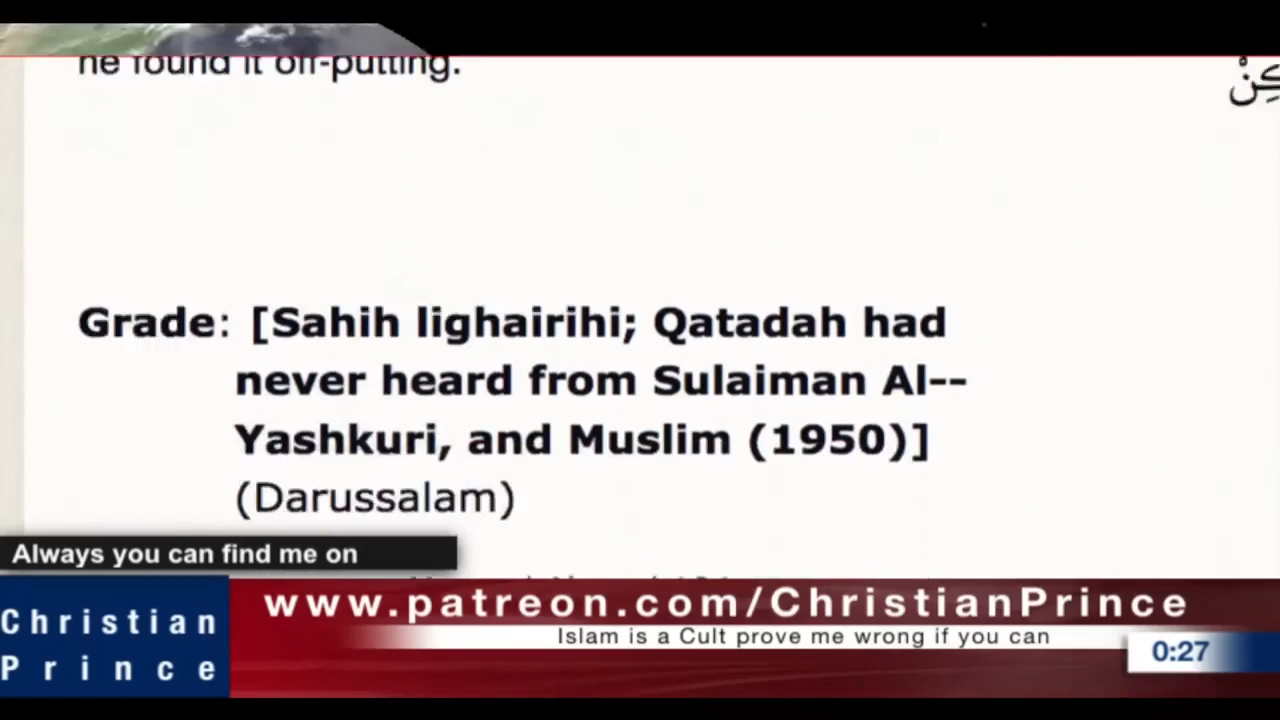 he found it off-putting.
Grade: [Sahih lighairihi; Qatadah had
never heard from Sulaiman Al--
Yashkuri, and Muslim (1950)]
(Darussalam)
Always you can find me on
Christian
Prince
www.patreon.com/ChristianPrince
Islam is a Cult prove me wrong if you can
0:27